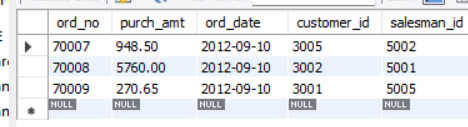 ord_no purch_amt ord_date customer_id salesman_id
70007 948.50 2012-09-10 3005 5002
70008 5760.00 2012-09-10 3002 5001
70009 270.65 2012-09-10 3001 5005
NULL NULL NULL NULL NULL